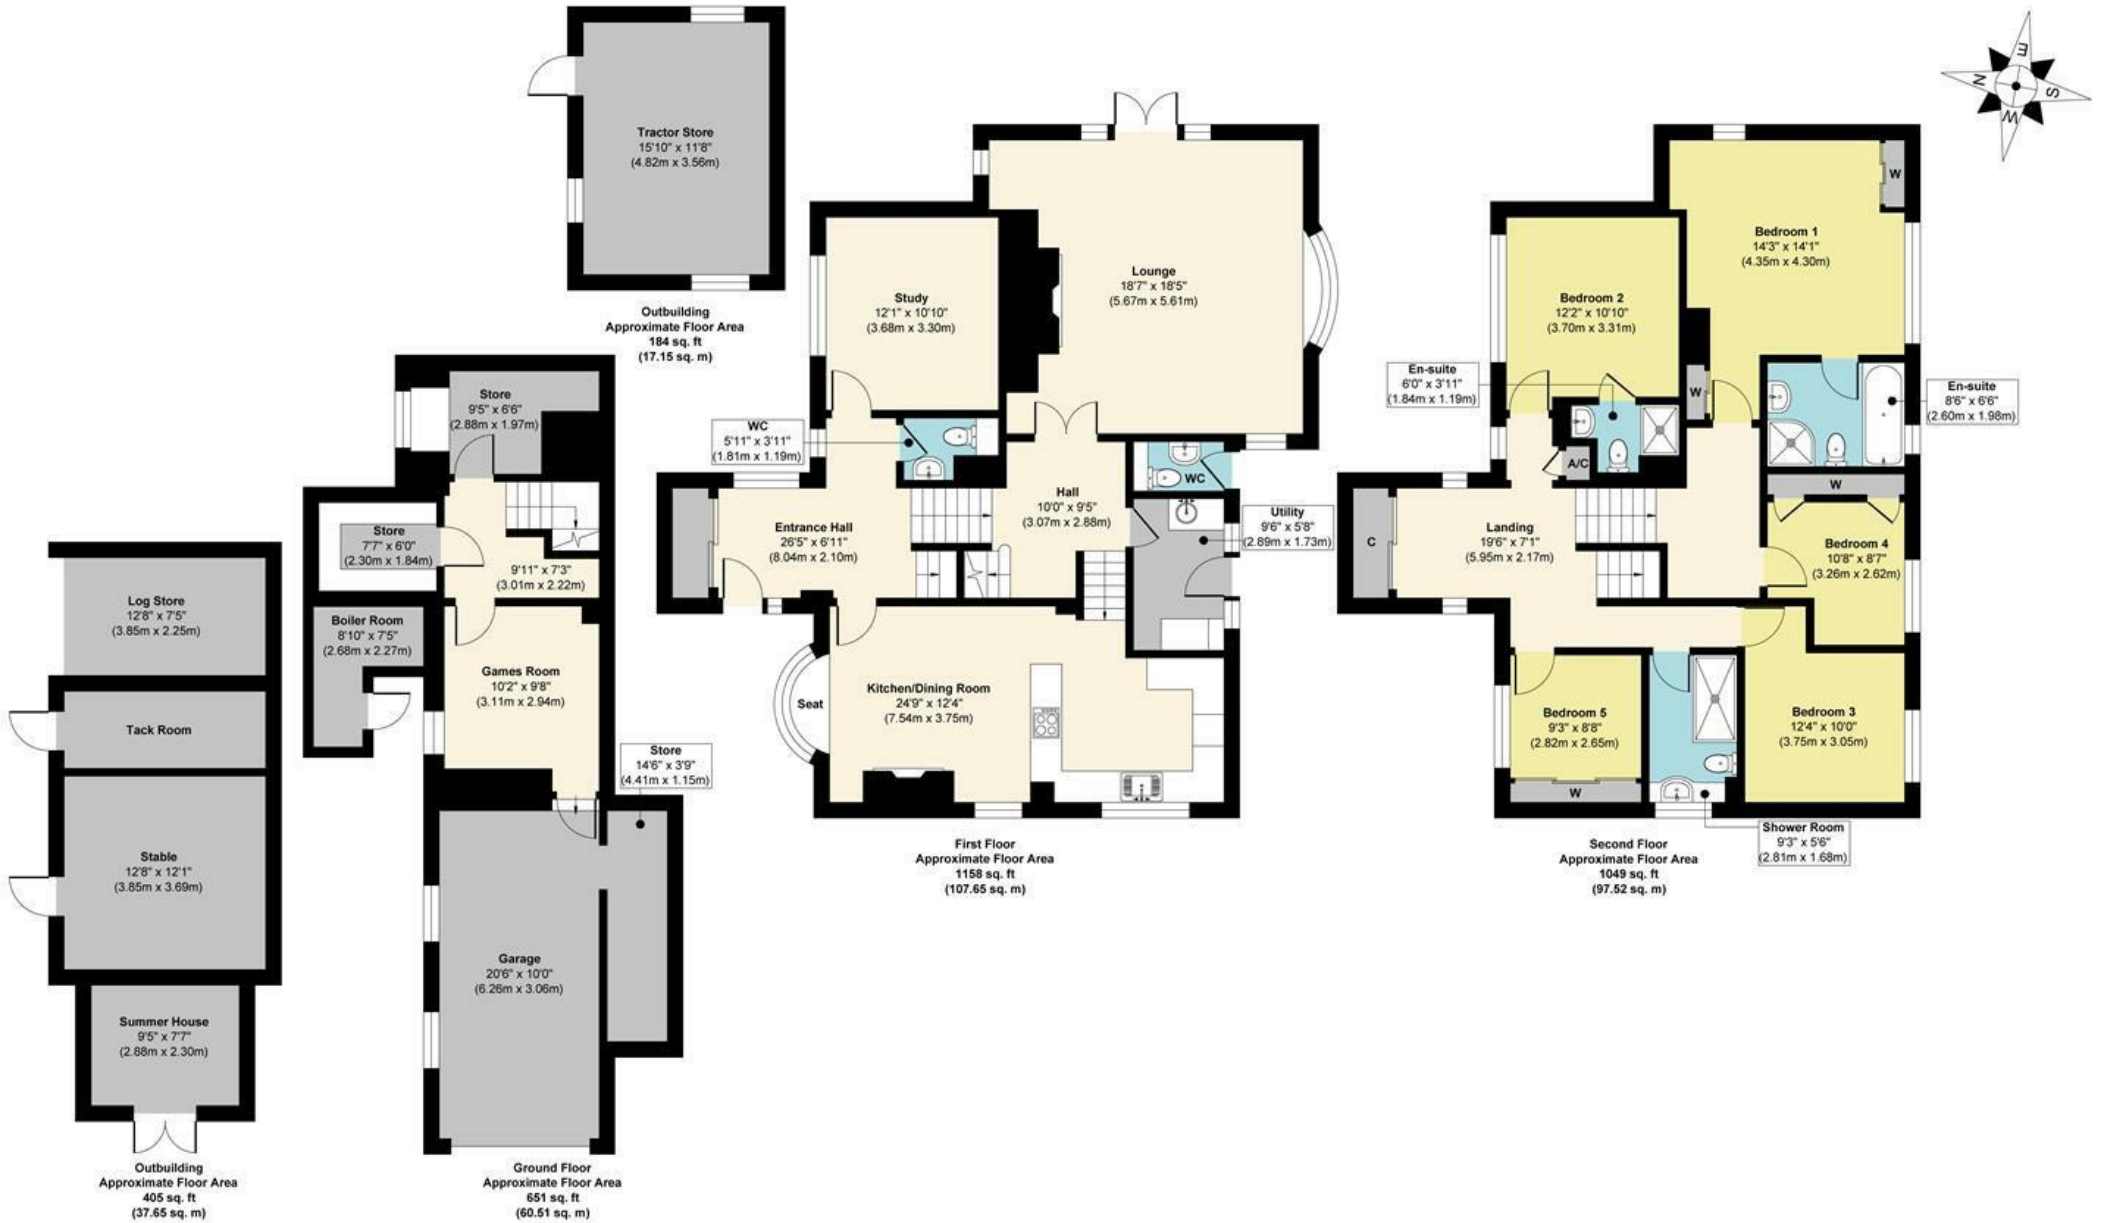 Tractor Store
15'10" x 11'8"
(4.82m x 3.56m)
Outbuilding
Approximate Floor Area
184 sq. ft
(17.15 sq. m)
E
N
S
W
Store
9'5" x 6'6"
(2.88m x 1.97m)
Store
7'7" x 6'0"
(2.30m x 1.84m)
9'11" x 7'3"
(3.01m x 2.22m)
Boiler Room
8'10" x 7'5"
(2.68m x 2.27m)
Games Room
10'2" x 9'8"
(3.11m x 2.94m)
Store
14'6" x 3'9"
(4.41m x 1.15m)
Garage
20'6" x 10'0"
(6.26m x 3.06m)
Ground Floor
Approximate Floor Area
651 sq. ft
(60.51 sq. m)
Log Store
12'8" x 7'5"
(3.85m x 2.25m)
Tack Room
Stable
12'8" x 12'1"
(3.85m x 3.69m)
Summer House
9'5" x 7'7"
(2.88m x 2.30m)
Outbuilding
Approximate Floor Area
405 sq. ft
(37.65 sq. m)
Lounge
18'7" x 18'5"
(5.67m x 5.61m)
Study
12'1" x 10'10"
(3.68m x 3.30m)
WC
5'11" x 3'11"
(1.81m x 1.19m)
WC
Hall
10'0" x 9'5"
(3.07m x 2.88m)
Utility
9'6" x 5'8"
(2.89m x 1.73m)
Entrance Hall
26'5" x 6'11"
(8.04m x 2.10m)
Kitchen/Dining Room
24'9" x 12'4"
(7.54m x 3.75m)
Seat
First Floor
Approximate Floor Area
1158 sq. ft
(107.65 sq. m)
Bedroom 1
14'3" x 14'1"
(4.35m x 4.30m)
W
Bedroom 2
12'2" x 10'10"
(3.70m x 3.31m)
En-suite
6'0" x 3'11"
(1.84m x 1.19m)
W
En-suite
8'6" x 6'6"
(2.60m x 1.98m)
A/C
W
Landing
19'6" x 7'1"
(5.95m x 2.17m)
C
Bedroom 4
10'8" x 8'7"
(3.26m x 2.62m)
Bedroom 5
9'3" x 8'8"
(2.82m x 2.65m)
W
Bedroom 3
12'4" x 10'0"
(3.75m x 3.05m)
Shower Room
9'3" x 5'6"
(2.81m x 1.68m)
Second Floor
Approximate Floor Area
1049 sq. ft
(97.52 sq. m)